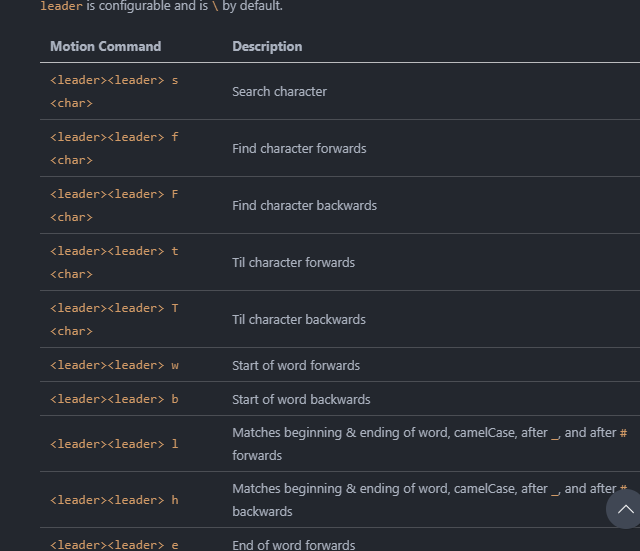 leader is configurable and is \ by default.
Motion Command Description
<leader><leader> s
<char>
Search character
<leader><leader> f
<char>
Find character forwards
<leader><leader> F
<char>
Find character backwards
<leader><leader> t
<char>
Til character forwards
<leader><leader> T
<char>
Til character backwards
<leader><leader> w Start of word forwards
<leader><leader> b Start of word backwards
<leader><leader> l
Matches beginning & ending of word, camelCase, after _, and after #
forwards
<leader><leader> h
Matches beginning & ending of word, camelCase, after _, and after #
backwards
<leader><leader> e End of word forwards